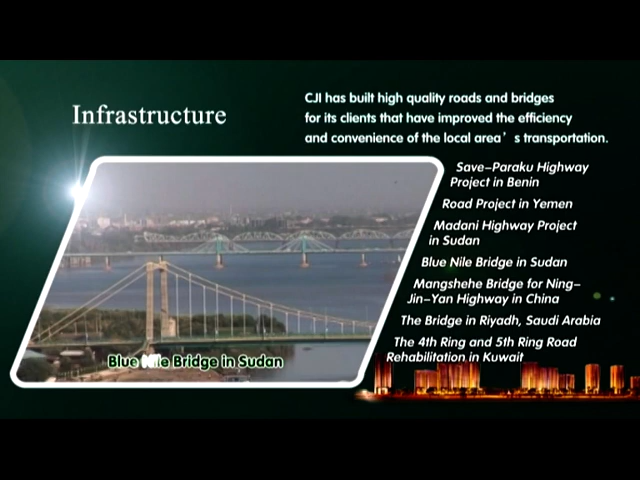 Infrastructure
CJI has built high quality roads and bridges
for its clients that have improved the efficiency
and convenience of the local area's transportation.
Save-Paraku Highway
Project in Benin
Road Project in Yemen
Madani Highway Project
in Sudan
Blue Nile Bridge in Sudan
Mangshehe Bridge for Ning-
Jin-Yan Highway in China
The Bridge in Riyadh, Saudi Arabia
The 4th Ring and 5th Ring Road
Rehabilitation in Kuwait
Blue Nile Bridge in Sudan